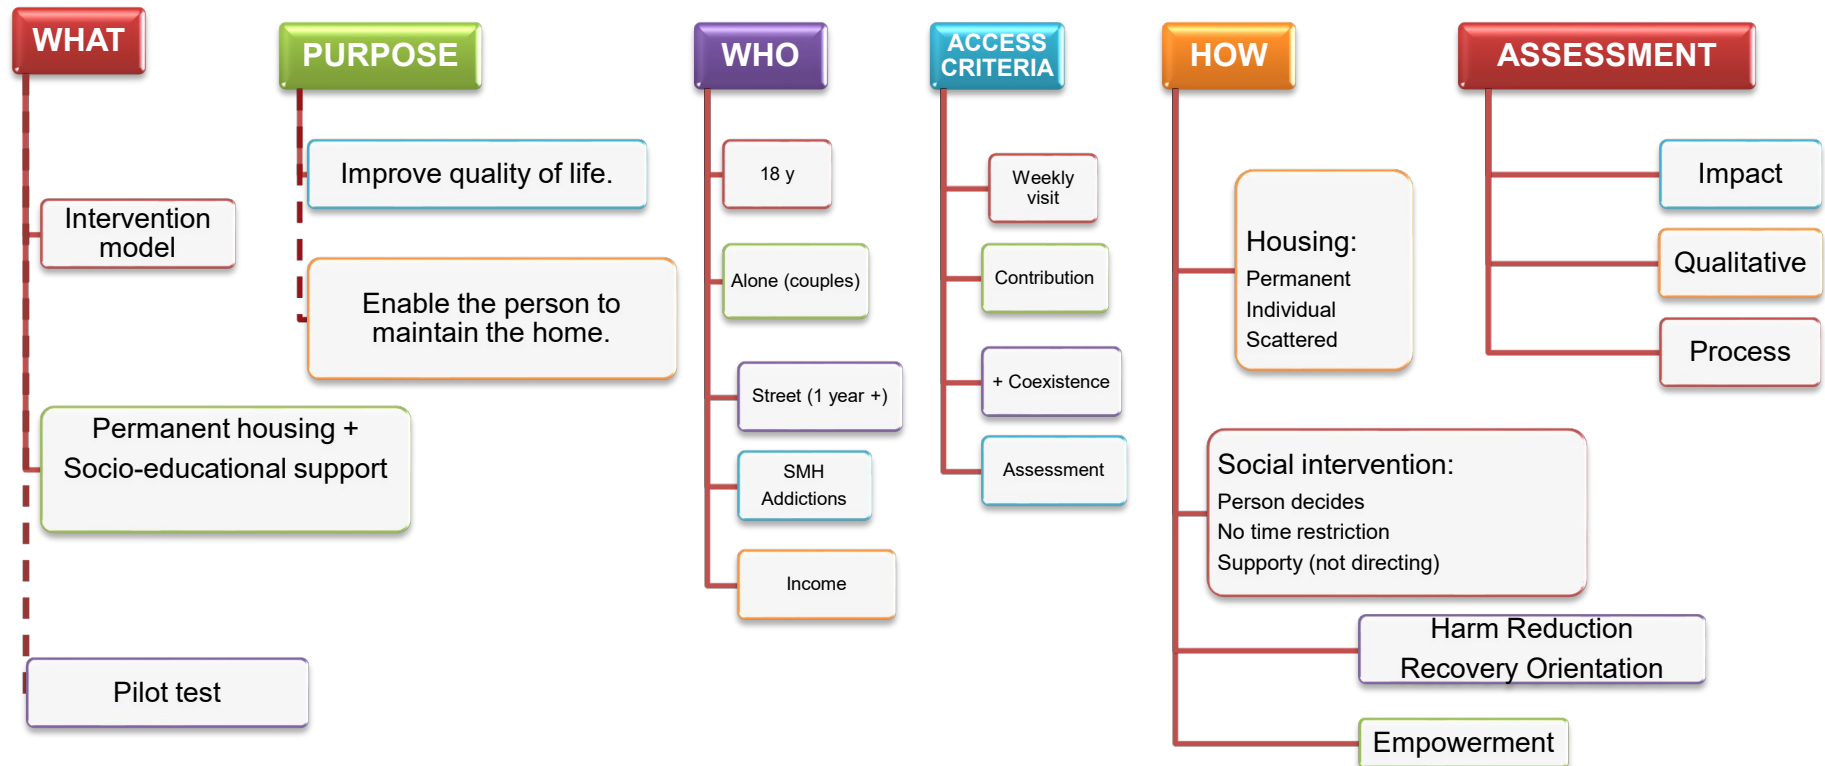 WHAT
Intervention
model
Permanent housing +
Socio-educational support
Pilot test
PURPOSE
Improve quality of life.
Enable the person to
maintain the home.
WHO
18 y
Alone (couples)
Street (1 year +)
SMH
Addictions
Income
ACCESS
CRITERIA
Weekly
visit
Contribution
+ Coexistence
Assessment
HOW
Housing:
Permanent
Individual
Scattered
Social intervention:
Person decides
No time restriction
Supporty (not directing)
Harm Reduction
Recovery Orientation
Empowerment
ASSESSMENT
Impact
Qualitative
Process